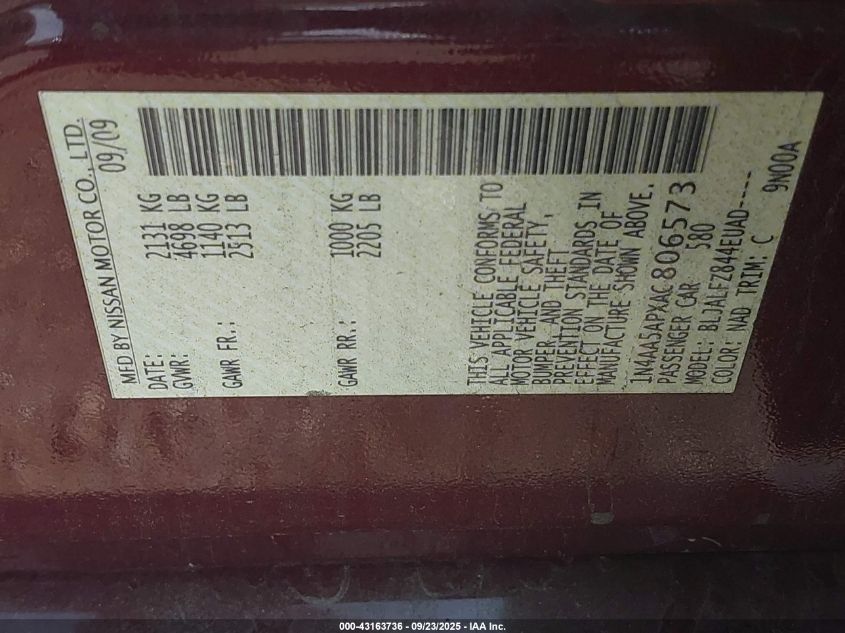 MFD BY NISSAN MOTOR CO., LTD.
DATE: 09/09
GVWR: 2131 KG
4698 LB
GAWR FR.: 1140 KG
2513 LB
GAWR RR.: 1000 KG
2205 LB
THIS VEHICLE CONFORMS TO
ALL APPLICABLE FEDERAL
MOTOR VEHICLE SAFETY,
BUMPER, AND THEFT
PREVENTION STANDARDS IN
EFFECT ON THE DATE OF
MANUFACTURE SHOWN ABOVE.
1N4AA5APXAC806573
PASSENGER CAR 580
MODEL: BLJALFZ844EUAD----
COLOR: NAD TRIM: C 9N00A
000-43163736 - 09/23/2025 - IAA Inc.